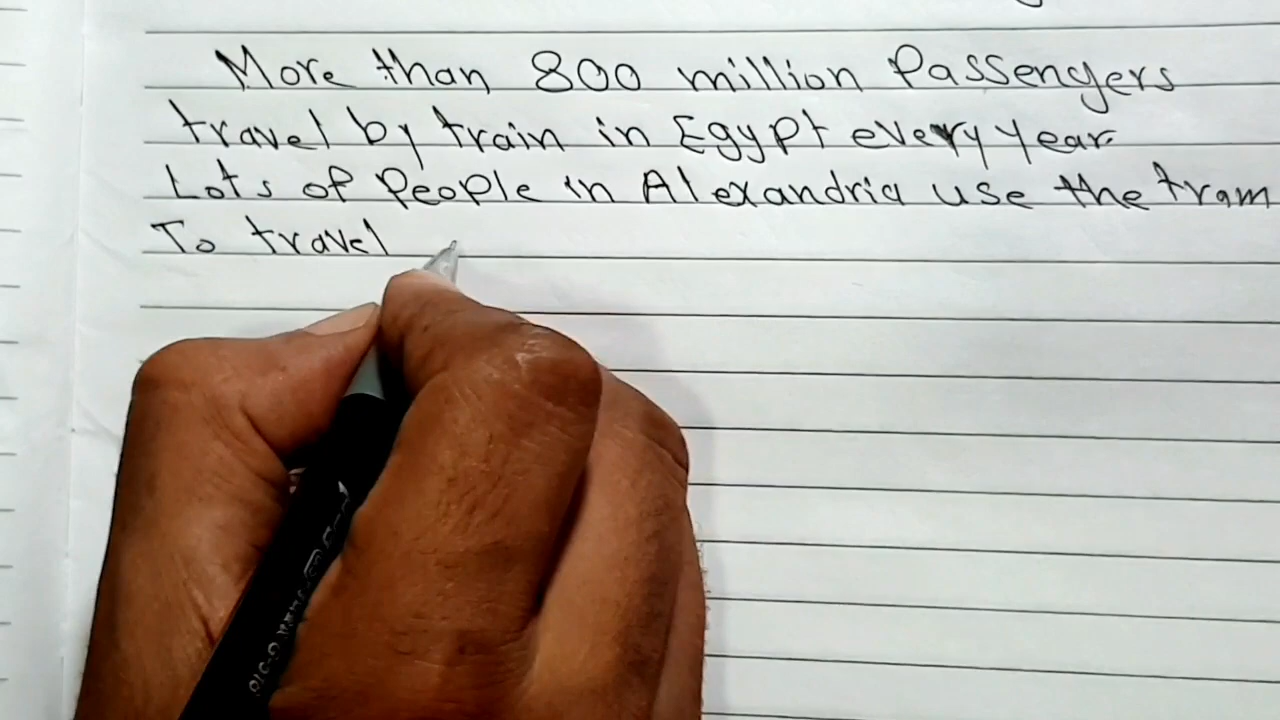 More than 800 million Passengers
travel by train in Egypt every year
Lots of People in Alexandria use the tram
To travel